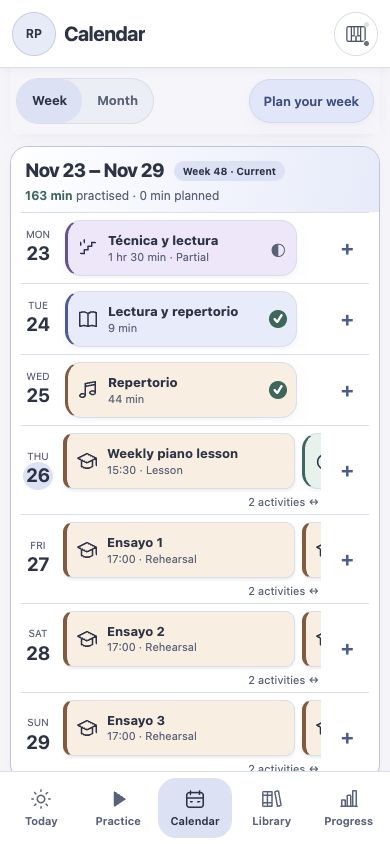 RP
Calendar
Week
Month
Plan your week
Nov 23 – Nov 29
Week 48 · Current
163 min practised · 0 min planned
MON
23
Técnica y lectura
1 hr 30 min · Partial
+
TUE
24
Lectura y repertorio
9 min
+
WED
25
Repertorio
44 min
+
THU
26
Weekly piano lesson
15:30 · Lesson
+
2 activities ↔
FRI
27
Ensayo 1
17:00 · Rehearsal
+
2 activities ↔
SAT
28
Ensayo 2
17:00 · Rehearsal
+
2 activities ↔
SUN
29
Ensayo 3
17:00 · Rehearsal
+
2 activities ↔
Today
Practice
Calendar
Library
Progress